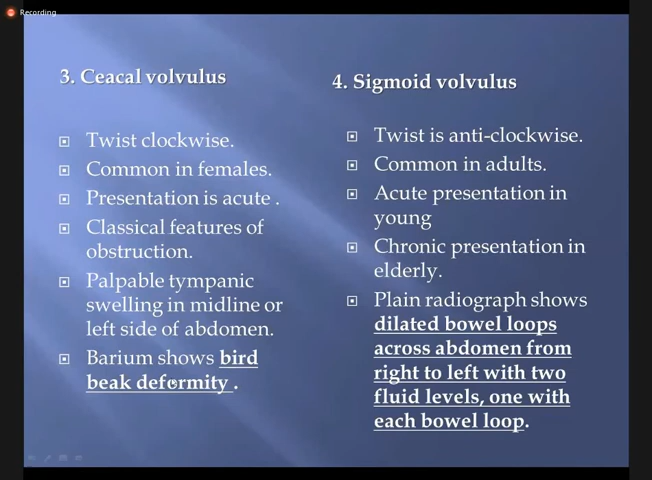 Recording
3. Ceacal volvulus
Twist clockwise.
Common in females.
Presentation is acute .
Classical features of
obstruction.
Palpable tympanic
swelling in midline or
left side of abdomen.
Barium shows bird
beak deformity .
4. Sigmoid volvulus
Twist is anti-clockwise.
Common in adults.
Acute presentation in
young
Chronic presentation in
elderly.
Plain radiograph shows
dilated bowel loops
across abdomen from
right to left with two
fluid levels, one with
each bowel loop.